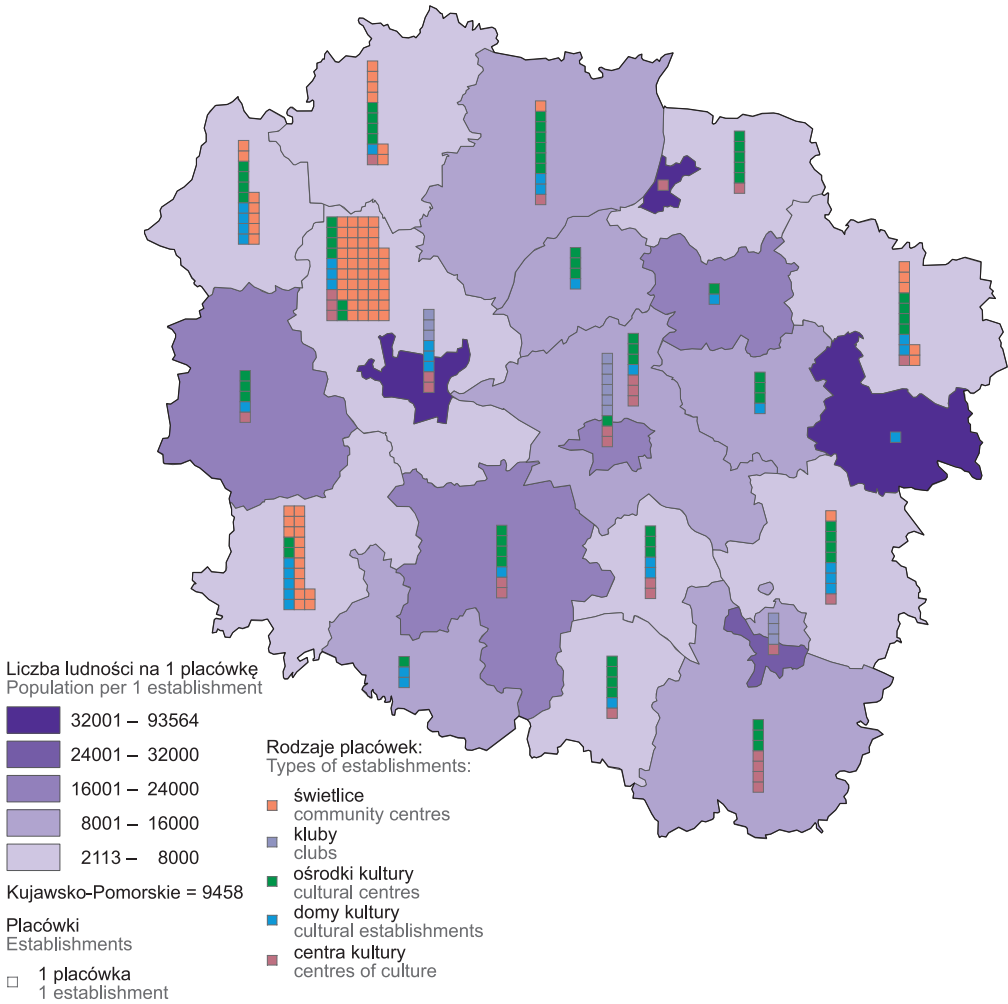 Liczba ludności na 1 placówkę
Population per 1 establishment
32001 – 93564
24001 – 32000
16001 – 24000
8001 – 16000
2113 – 8000
Kujawsko-Pomorskie = 9458
Placówki
Establishments
1 placówka
1 establishment
Rodzaje placówek:
Types of establishments:
świetlice
community centres
kluby
clubs
ośrodki kultury
cultural centres
domy kultury
cultural establishments
centra kultury
centres of culture